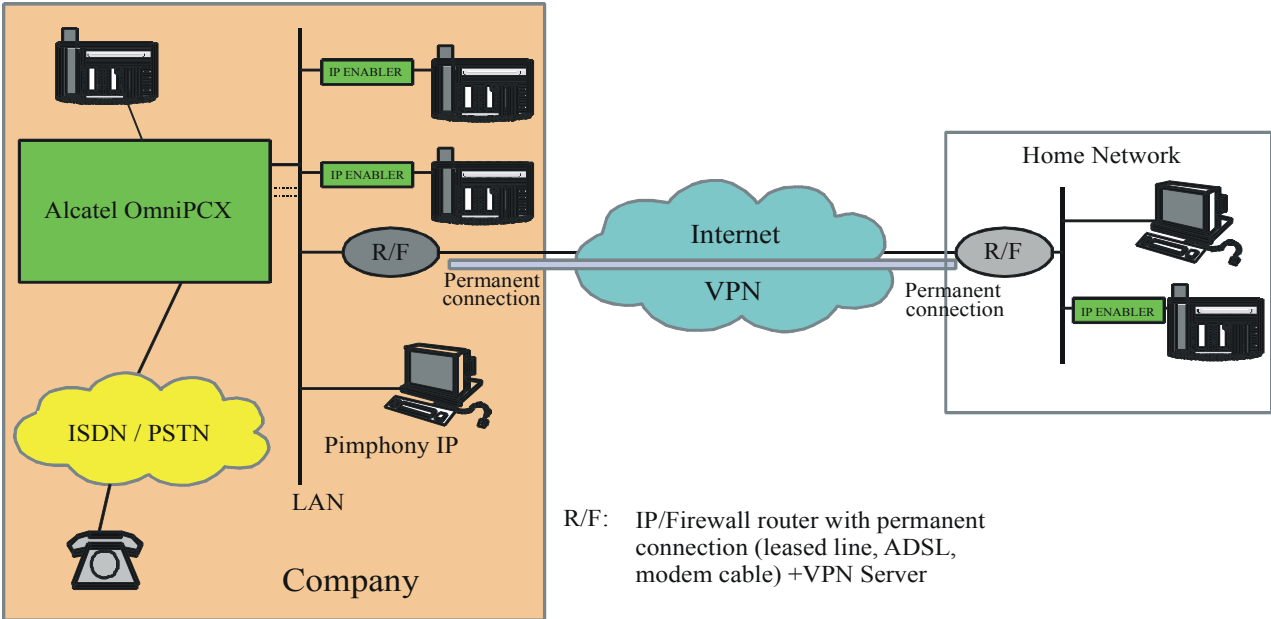 IP ENABLER
IP ENABLER
Alcatel OmniPCX
R/F
Permanent
connection
Internet
VPN
Permanent
connection
Home Network
R/F
IP ENABLER
ISDN / PSTN
Pimphony IP
LAN
Company
R/F: IP/Firewall router with permanent
connection (leased line, ADSL,
modem cable) +VPN Server